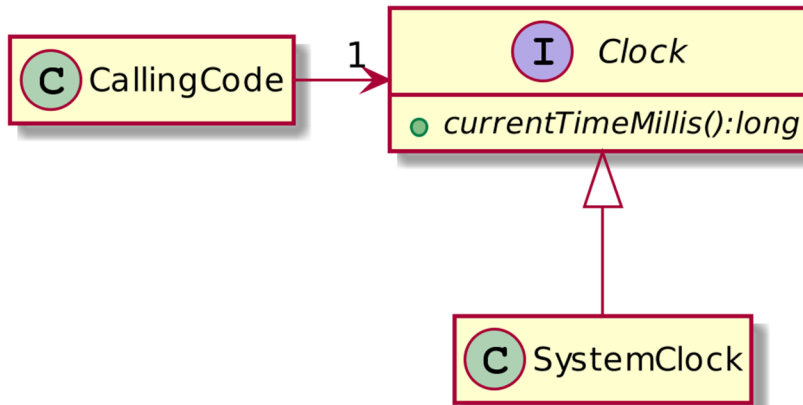 1
I Clock
C CallingCode
currentTimeMillis():long
C SystemClock